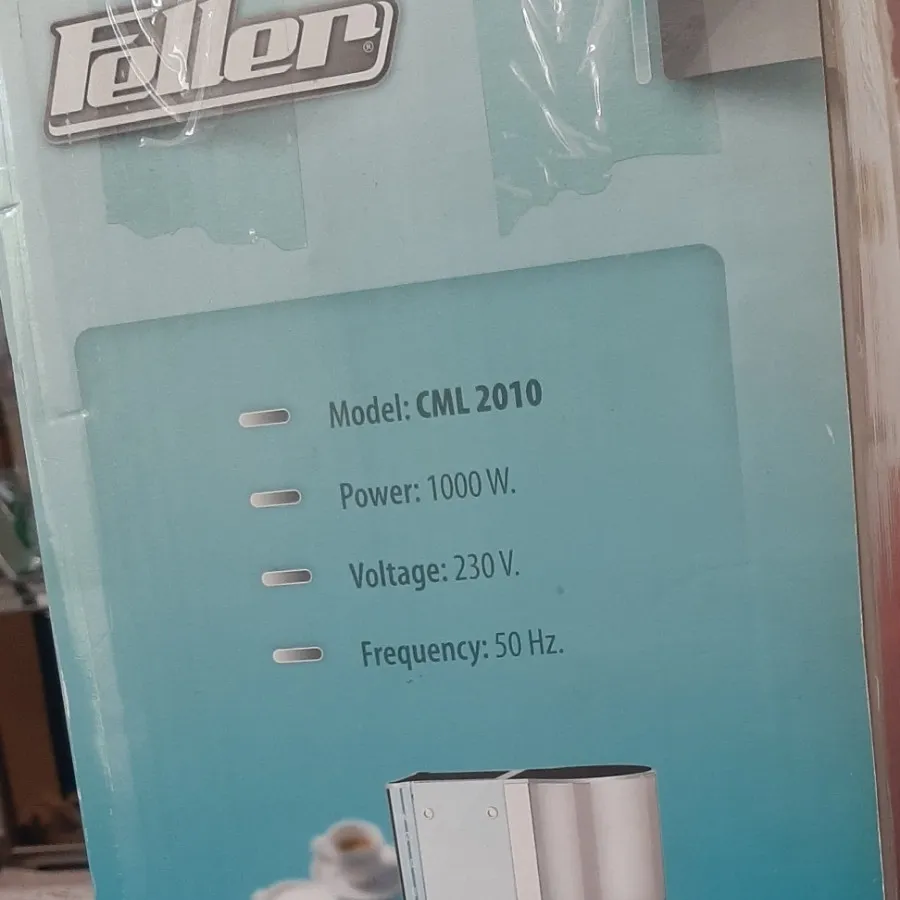 Feller®
Model: CML 2010
Power: 1000 W.
Voltage: 230 V.
Frequency: 50 Hz.